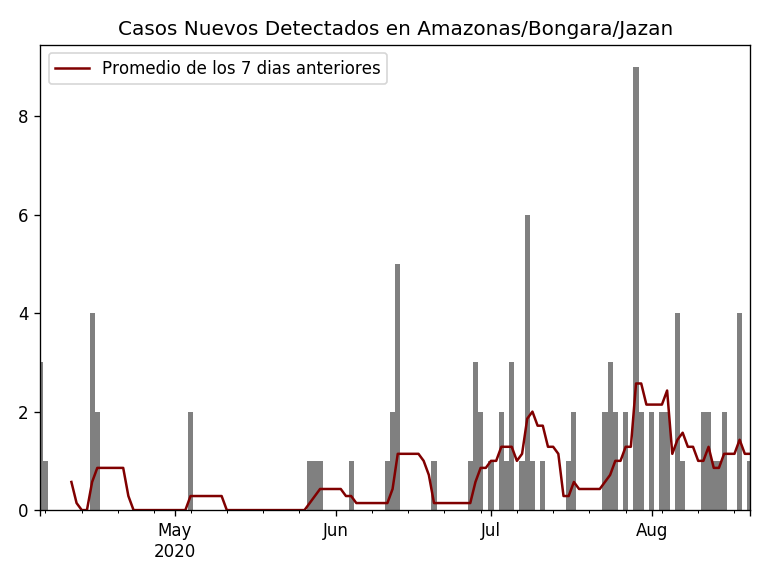 Casos Nuevos Detectados en Amazonas/Bongara/Jazan
Promedio de los 7 dias anteriores
8
6
4
2
0
May Jun Jul Aug
2020